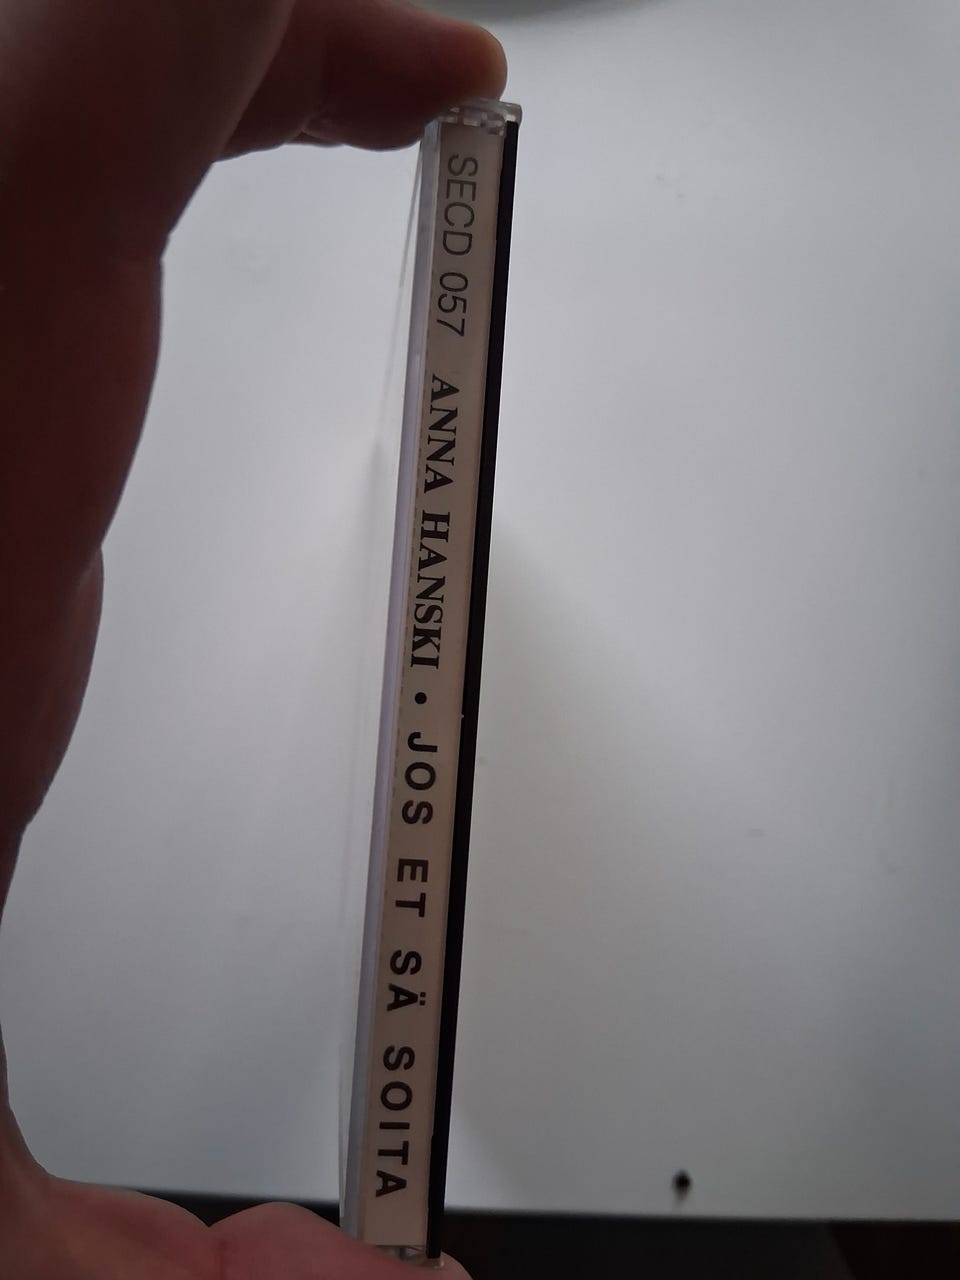 SECD 057 ANNA HANSKI • JOS ET SÄ SOITA